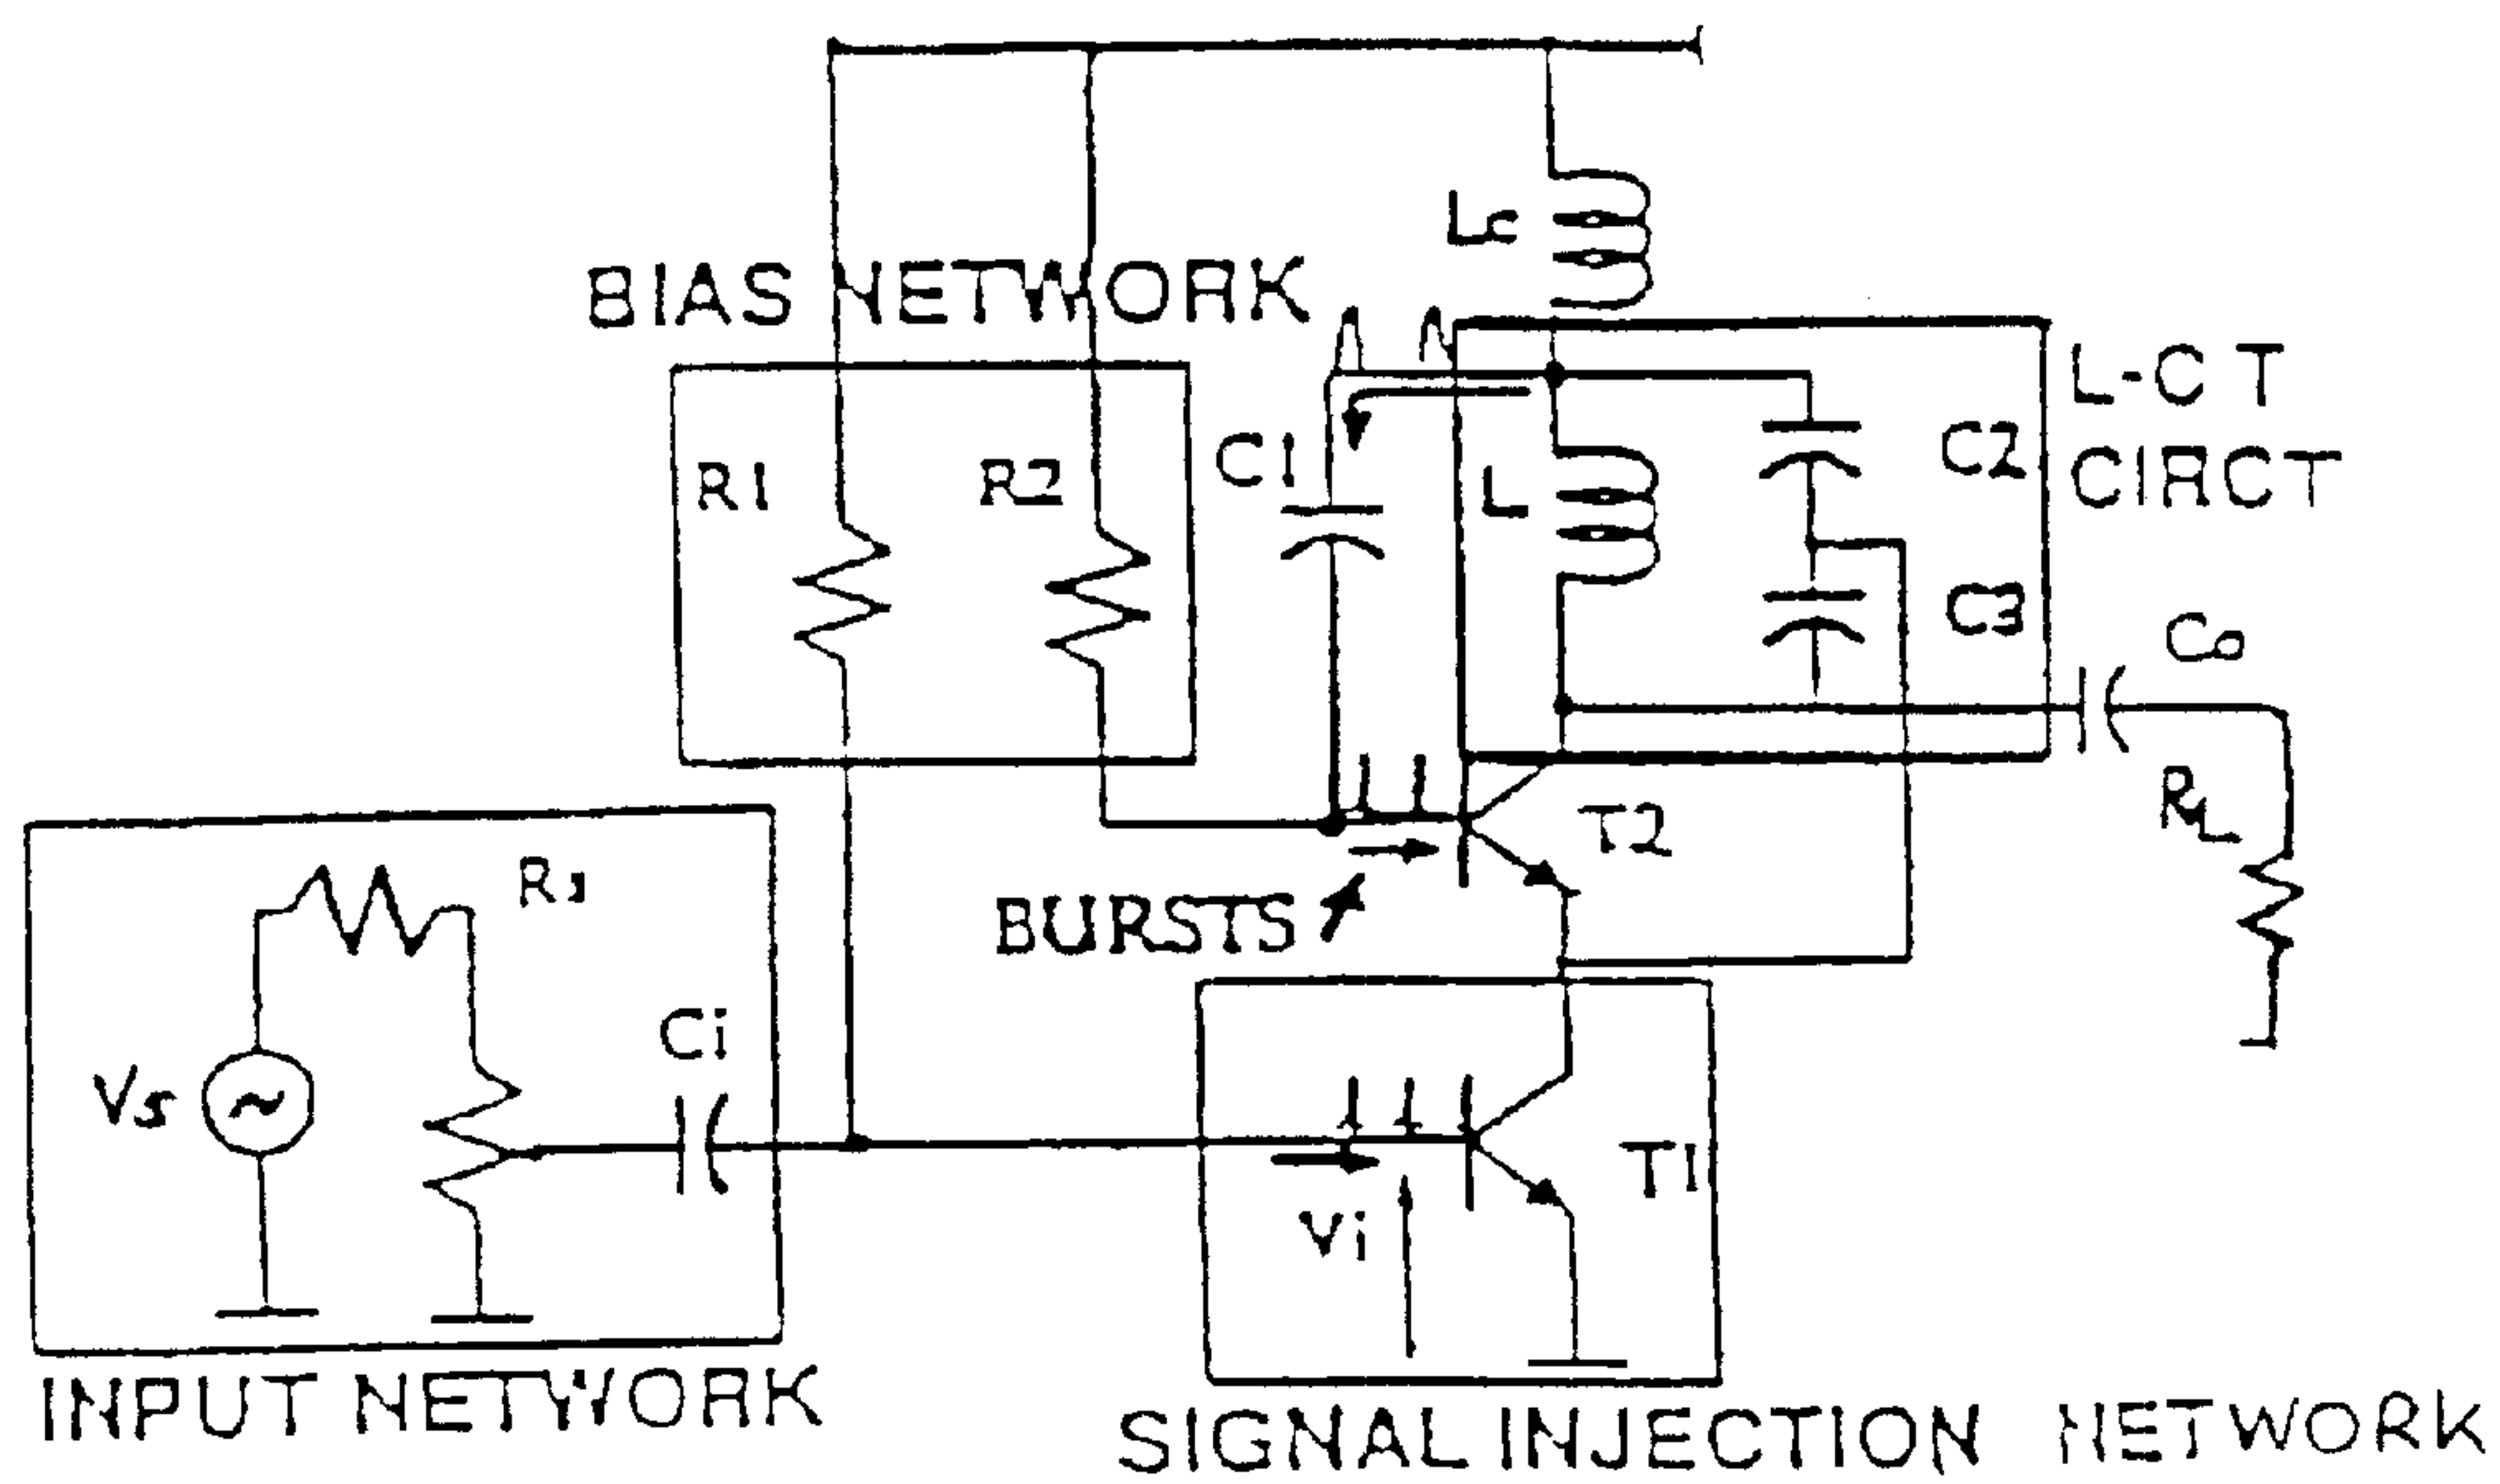 Lc
BIAS NETWORK
L-C T
CIRCT
R1
R2
C1
L
C2
C3
Co
RL
T2
BURSTS
Ci
Vs
T1
Vi
INPUT NETWORK
SIGNAL INJECTION NETWORK